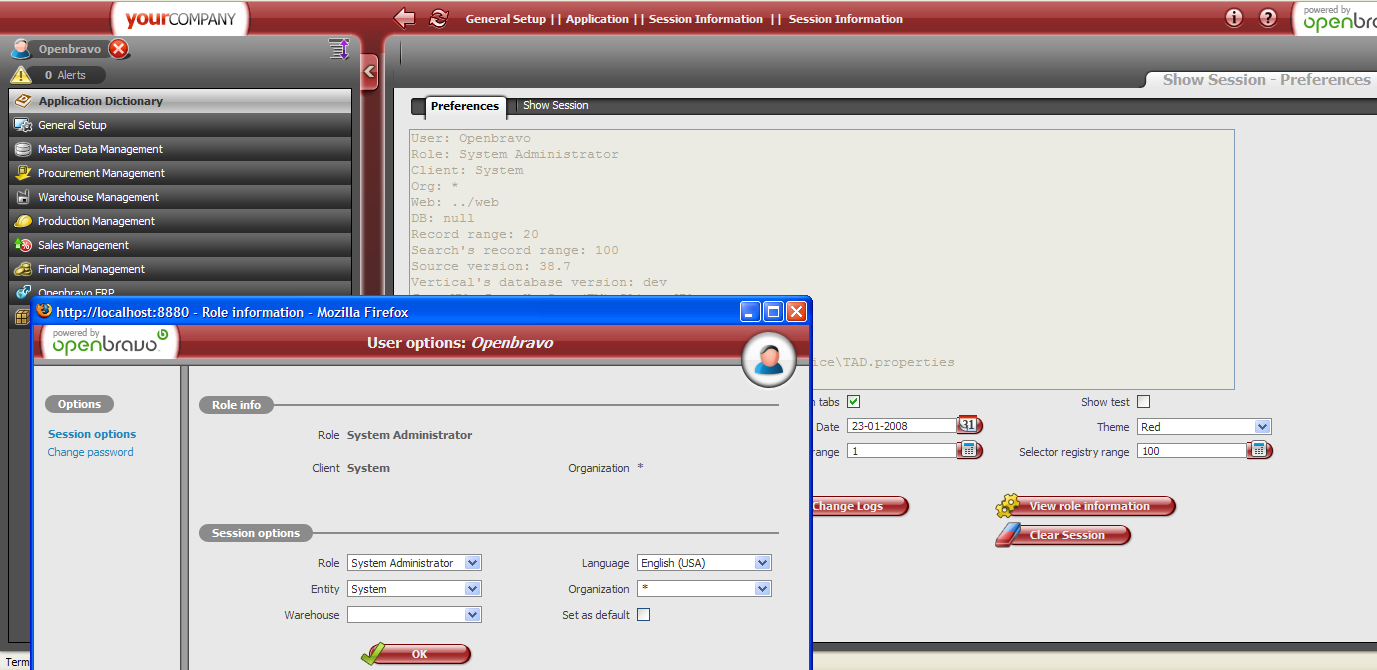 yourCOMPANY
General Setup || Application || Session Information || Session Information
powered by
openbra
Openbravo
0 Alerts
Application Dictionary
General Setup
Master Data Management
Procurement Management
Warehouse Management
Production Management
Sales Management
Financial Management
Openbravo ERP
Show Session - Preferences
Preferences
Show Session
User: Openbravo
Role: System Administrator
Client: System
Org: *
Web: ../web
DB: null
Record range: 20
Search's record range: 100
Source version: 38.7
Vertical's database version: dev
ice\TAD.properties
tabs
Show test
Date 23-01-2008
31
Theme Red
range 1
Selector registry range 100
Change Logs
View role information
Clear Session
http://localhost:8880 - Role information - Mozilla Firefox
powered by
openbravo
User options: Openbravo
Options
Session options
Change password
Role info
Role System Administrator
Client System
Organization *
Session options
Role System Administrator
Language English (USA)
Entity System
Organization *
Warehouse
Set as default
OK
Term